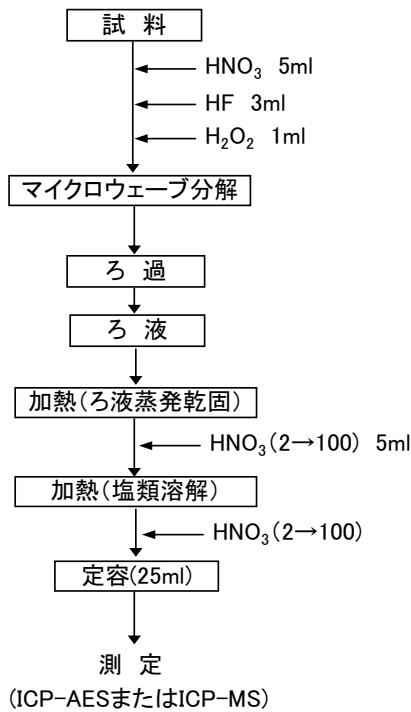 試 料
HNO₃ 5ml
HF 3ml
H₂O₂ 1ml
マイクロウェーブ分解
ろ 過
ろ 液
加熱(ろ液蒸発乾固)
HNO₃(2→100) 5ml
加熱(塩類溶解)
HNO₃(2→100)
定容(25ml)
測 定
(ICP-AESまたはICP-MS)